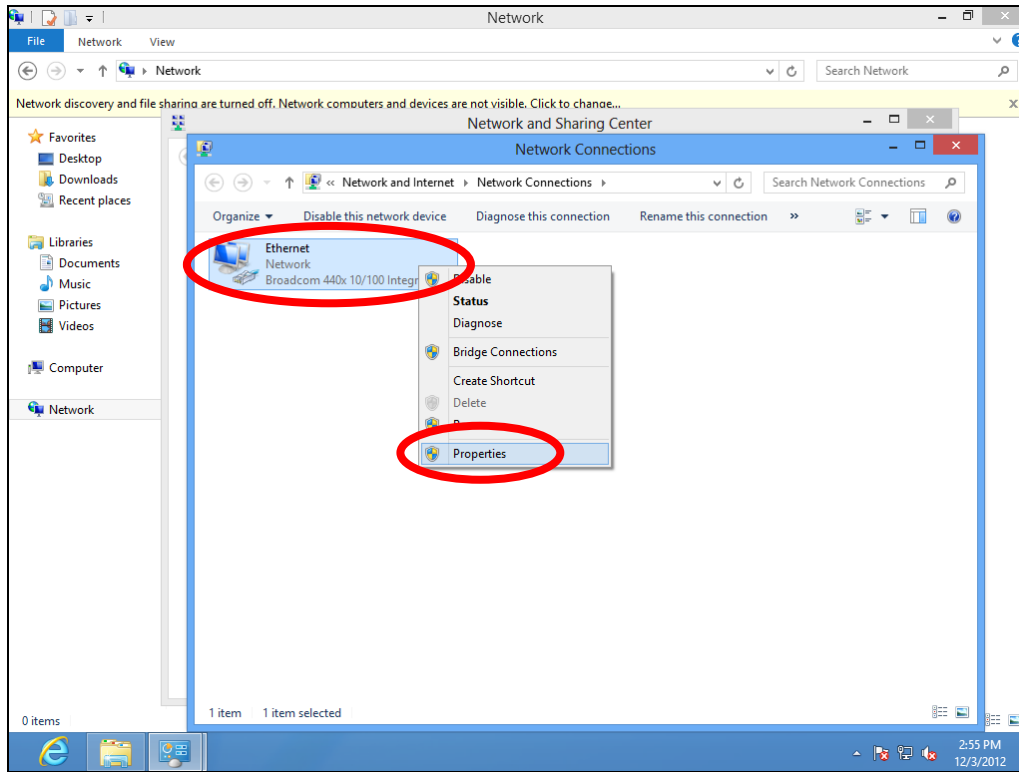 Network
File Network View
Network Search Network
Network discovery and file sharing are turned off. Network computers and devices are not visible. Click to change...
Network and Sharing Center
Network Connections
« Network and Internet Network Connections Search Network Connections
Organize Disable this network device Diagnose this connection Rename this connection »
Favorites
Desktop
Downloads
Recent places
Libraries
Documents
Music
Pictures
Videos
Computer
Network
Ethernet
Network
Broadcom 440x 10/100 Integr
Status
Diagnose
Bridge Connections
Create Shortcut
Delete
Properties
1 item 1 item selected
0 items
2:55 PM
12/3/2012